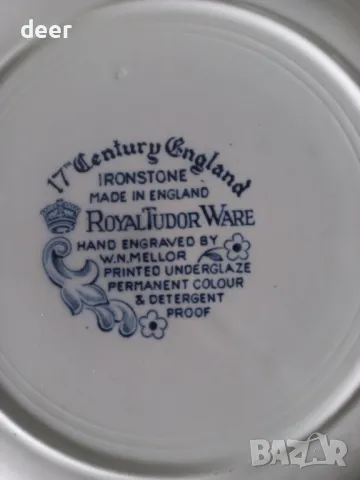 deer
17TH Century England
IRONSTONE
MADE IN ENGLAND
ROYAL TUDOR WARE
HAND ENGRAVED BY
W.N.MELLOR
PRINTED UNDERGLAZE
PERMANENT COLOUR
& DETERGENT
PROOF
BAZAR
bg